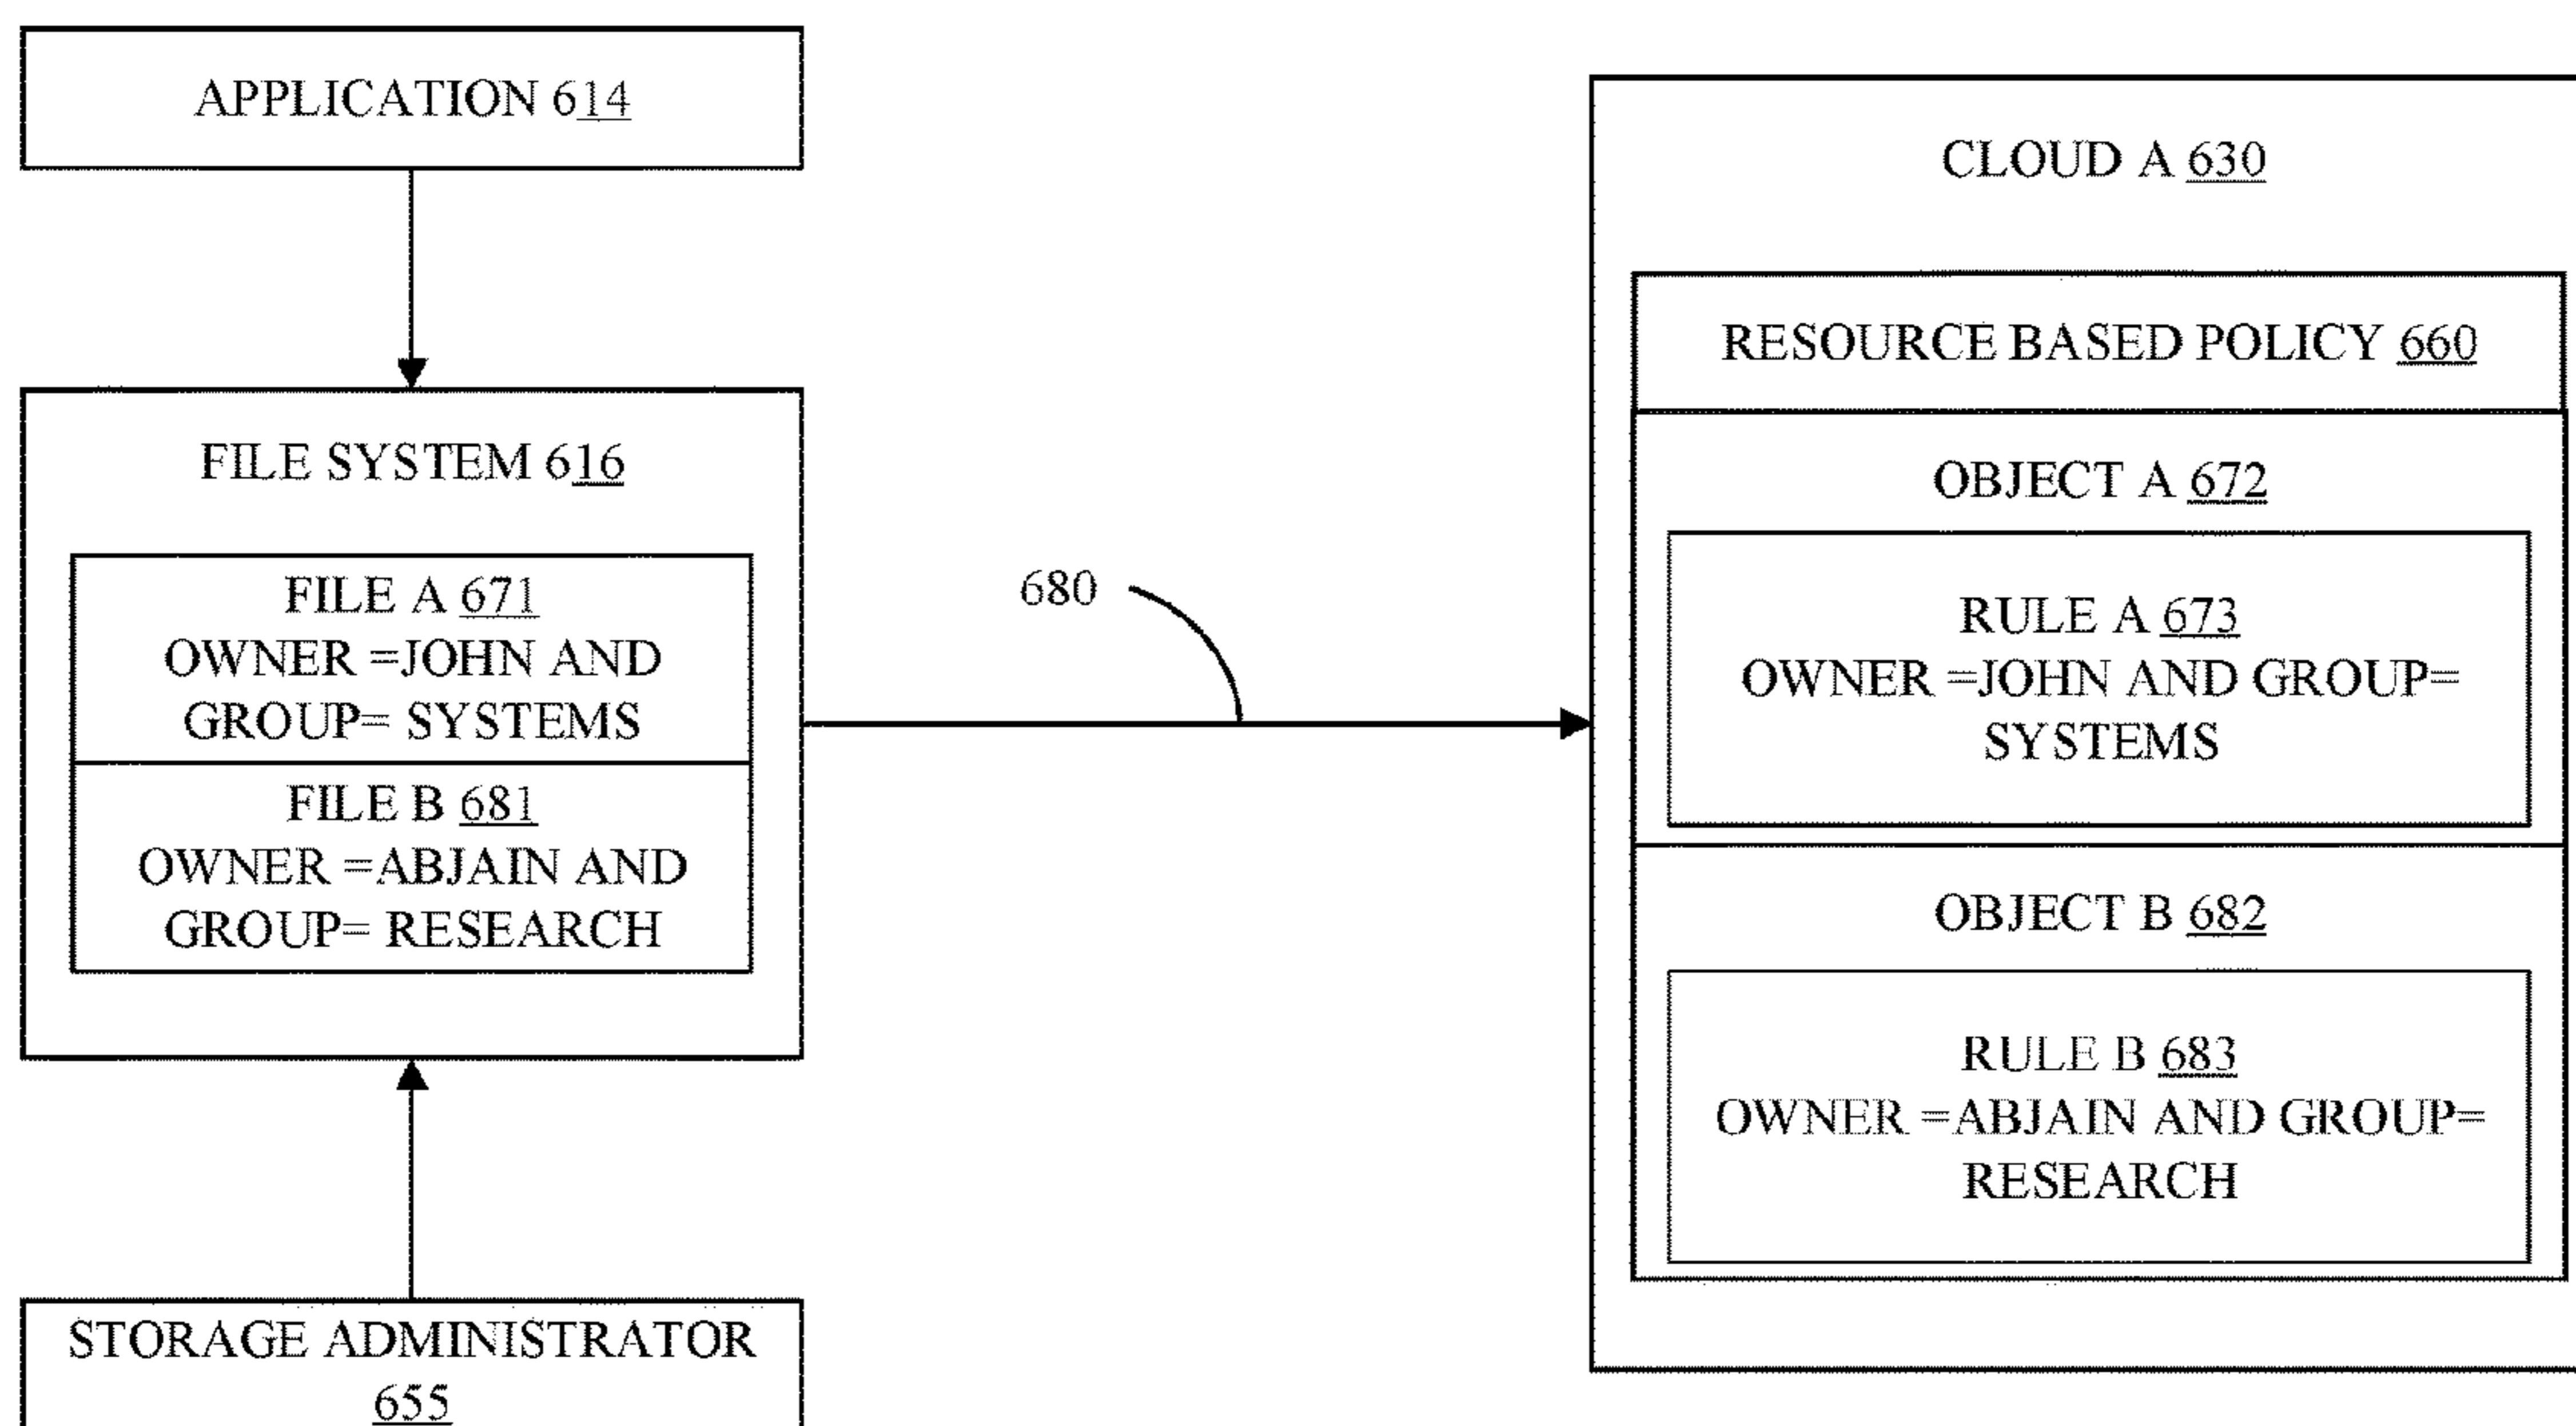 APPLICATION 614
FILE SYSTEM 616
FILE A 671
OWNER =JOHN AND
GROUP= SYSTEMS
FILE B 681
OWNER =ABJAIN AND
GROUP= RESEARCH
STORAGE ADMINISTRATOR
655
680
CLOUD A 630
RESOURCE BASED POLICY 660
OBJECT A 672
RULE A 673
OWNER =JOHN AND GROUP=
SYSTEMS
OBJECT B 682
RULE B 683
OWNER =ABJAIN AND GROUP=
RESEARCH